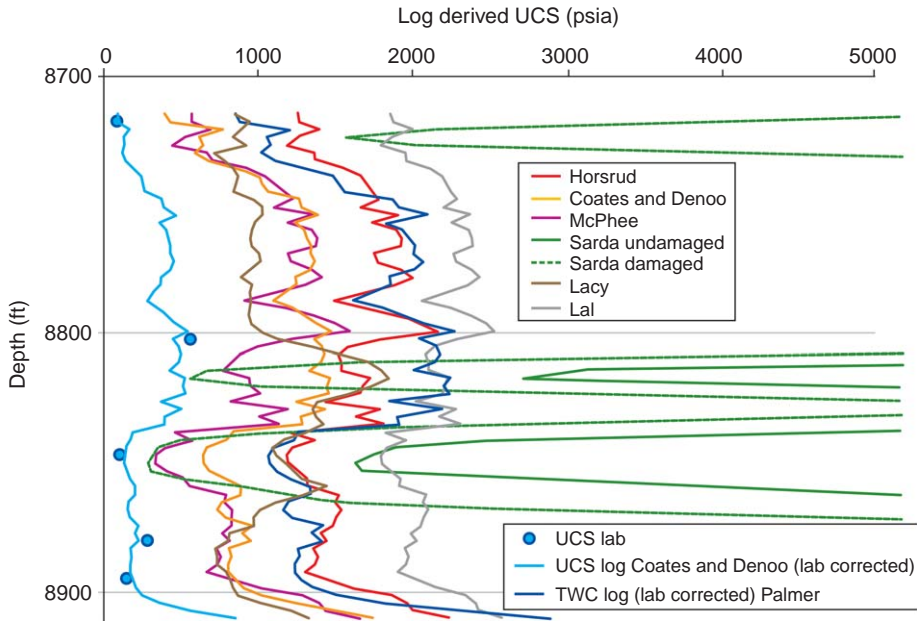 Log derived UCS (psia)
0 1000 2000 3000 4000 5000
8700
8800
8900
Depth (ft)
Horsrud
Coates and Denoo
McPhee
Sarda undamaged
Sarda damaged
Lacy
Lal
UCS lab
UCS log Coates and Denoo (lab corrected)
TWC log (lab corrected) Palmer